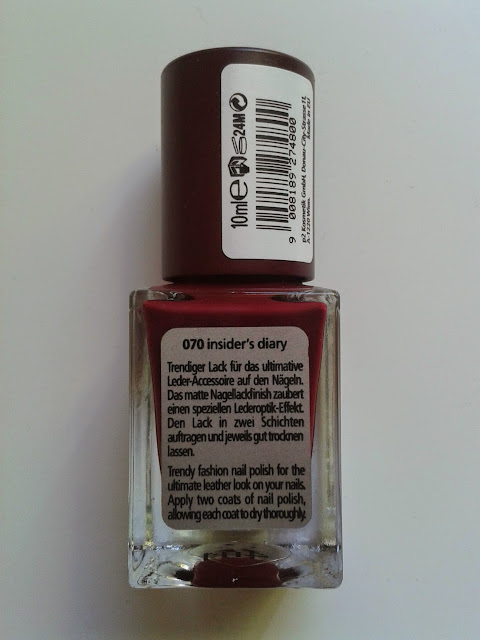 10ml e 24M
9 008189 274800
p2 Kosmetik GmbH, Donau-City-Strasse 11,
A-1220 Wien. Made in EU
070 insider's diary
Trendiger Lack für das ultimative
Leder-Accessoire auf den Nägeln.
Das matte Nagellackfinish zaubert
einen speziellen Lederoptik-Effekt.
Den Lack in zwei Schichten
auftragen und jeweils gut trocknen
lassen.
Trendy fashion nail polish for the
ultimate leather look on your nails.
Apply two coats of nail polish,
allowing each coat to dry thoroughly.